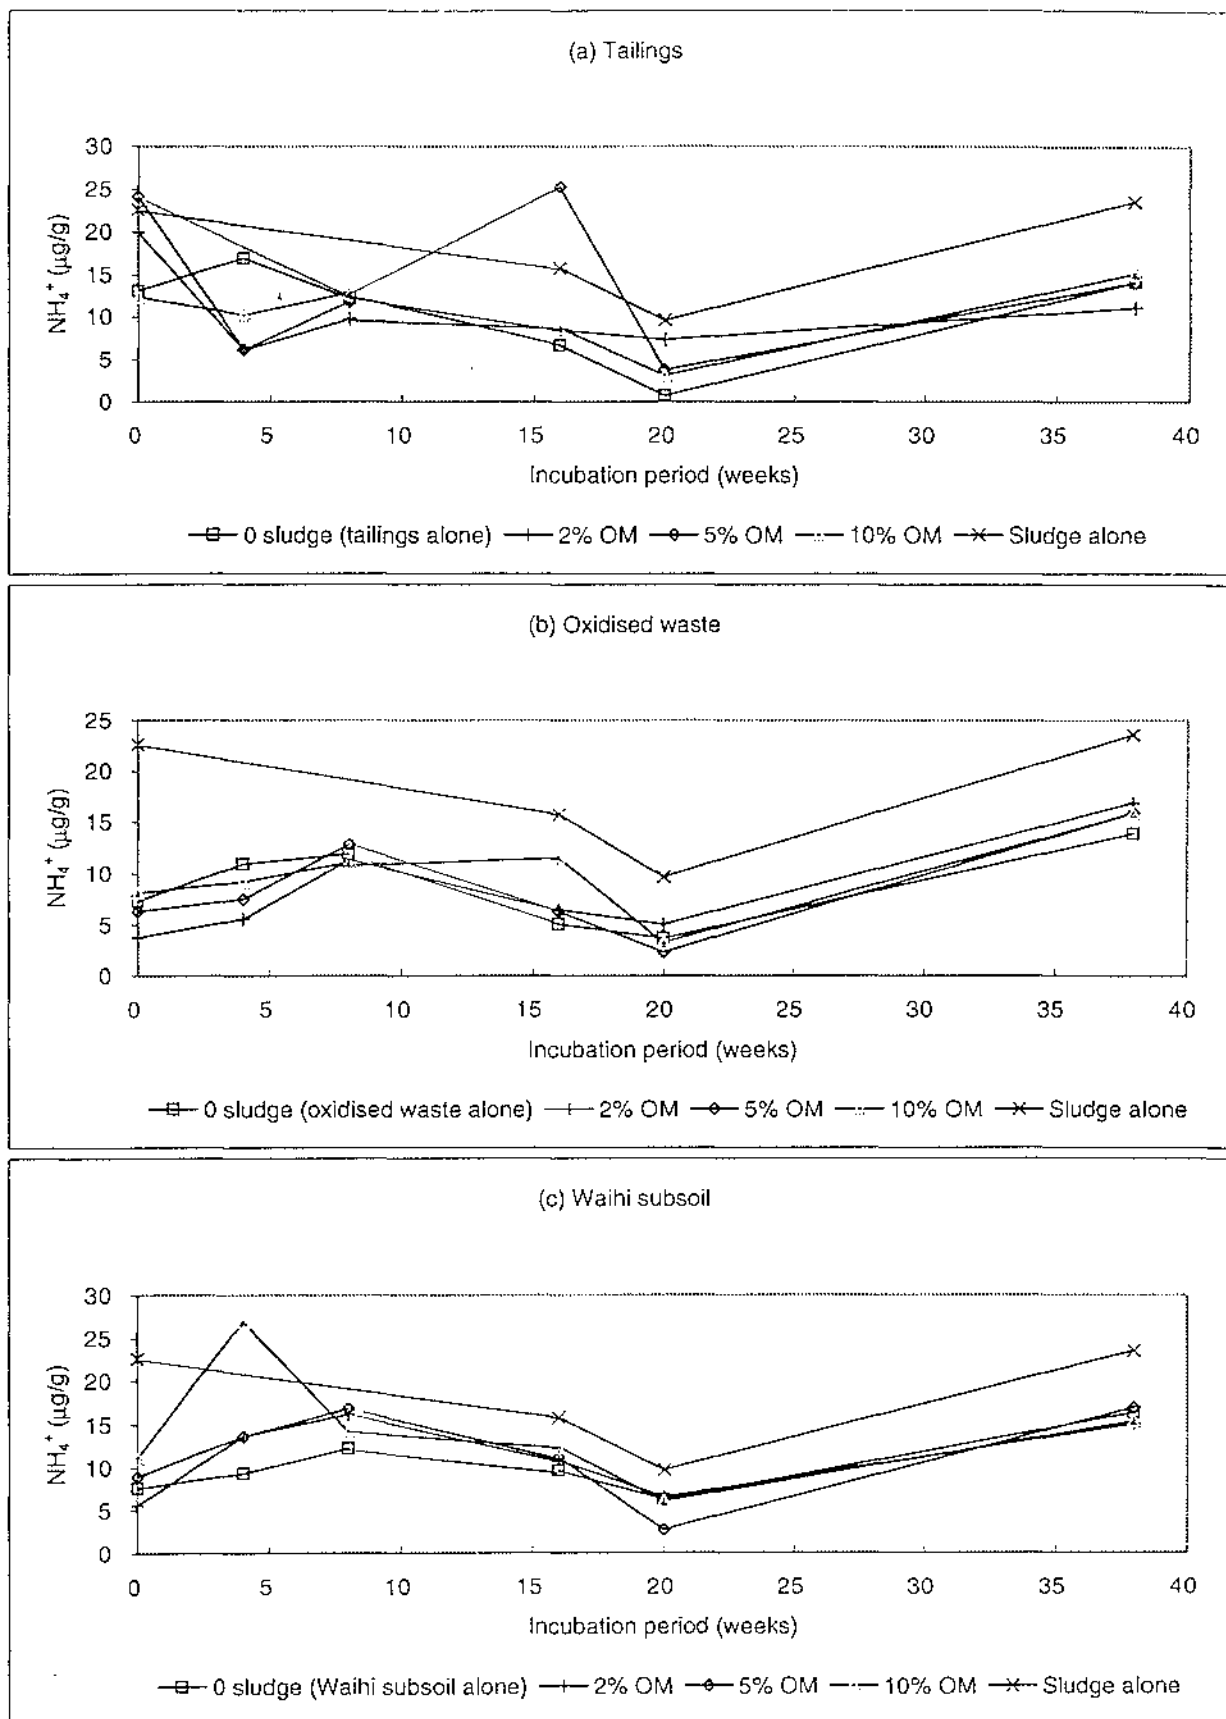 (a) Tailings
30
25
20
15
10
5
0
NH₄⁺ (µg/g)
0 5 10 15 20 25 30 35 40
Incubation period (weeks)
0 sludge (tailings alone) 2% OM 5% OM 10% OM Sludge alone
(b) Oxidised waste
25
20
15
10
5
0
NH₄⁺ (µg/g)
0 5 10 15 20 25 30 35 40
Incubation period (weeks)
0 sludge (oxidised waste alone) 2% OM 5% OM 10% OM Sludge alone
(c) Waihi subsoil
30
25
20
15
10
5
0
NH₄⁺ (µg/g)
0 5 10 15 20 25 30 35 40
Incubation period (weeks)
0 sludge (Waihi subsoil alone) 2% OM 5% OM 10% OM Sludge alone